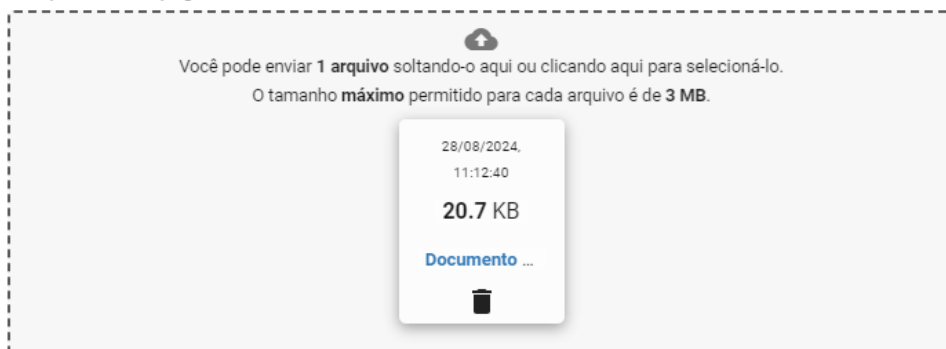 Você pode enviar 1 arquivo soltando-o aqui ou clicando aqui para selecioná-lo.
O tamanho máximo permitido para cada arquivo é de 3 MB.
28/08/2024,
11:12:40
20.7 KB
Documento ...